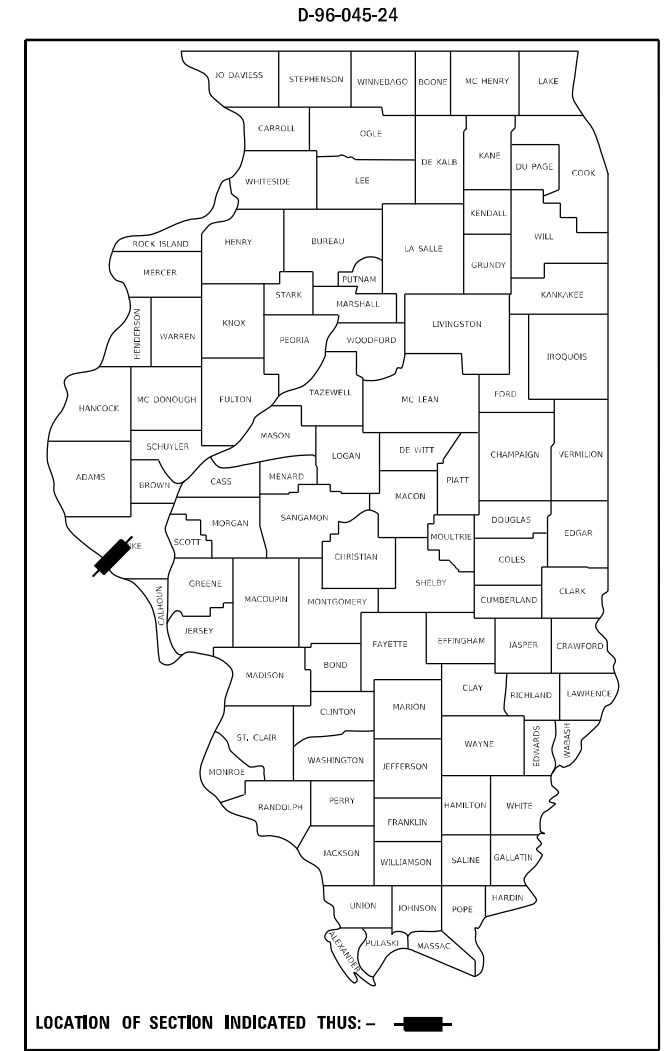 D-96-045-24
JO DAVIESS STEPHENSON WINNEBAGO BOONE MC HENRY LAKE
CARROLL OGLE
DE KALB KANE DU PAGE COOK
WHITESIDE LEE
KENDALL
ROCK ISLAND HENRY BUREAU LA SALLE WILL
MERCER PUTNAM GRUNDY
STARK MARSHALL KANKAKEE
HENDERSON WARREN KNOX PEORIA WOODFORD LIVINGSTON
IROQUOIS
HANCOCK MC DONOUGH FULTON TAZEWELL MC LEAN FORD
MASON
SCHUYLER LOGAN DE WITT CHAMPAIGN VERMILION
ADAMS BROWN CASS MENARD PIATT
MACON
MORGAN SANGAMON DOUGLAS
SCOTT MOULTRIE EDGAR
KE CHRISTIAN COLES
GREENE SHELBY
CALHOUN MACOUPIN MONTGOMERY CUMBERLAND CLARK
JERSEY FAYETTE EFFINGHAM JASPER CRAWFORD
BOND
MADISON CLAY RICHLAND LAWRENCE
CLINTON MARION
ST. CLAIR WAYNE EDWARDS WABASH
WASHINGTON JEFFERSON
MONROE
RANDOLPH PERRY HAMILTON WHITE
FRANKLIN
JACKSON WILLIAMSON SALINE GALLATIN
HARDIN
UNION JOHNSON POPE
ALEXANDER PULASKI MASSAC
LOCATION OF SECTION INDICATED THUS: –